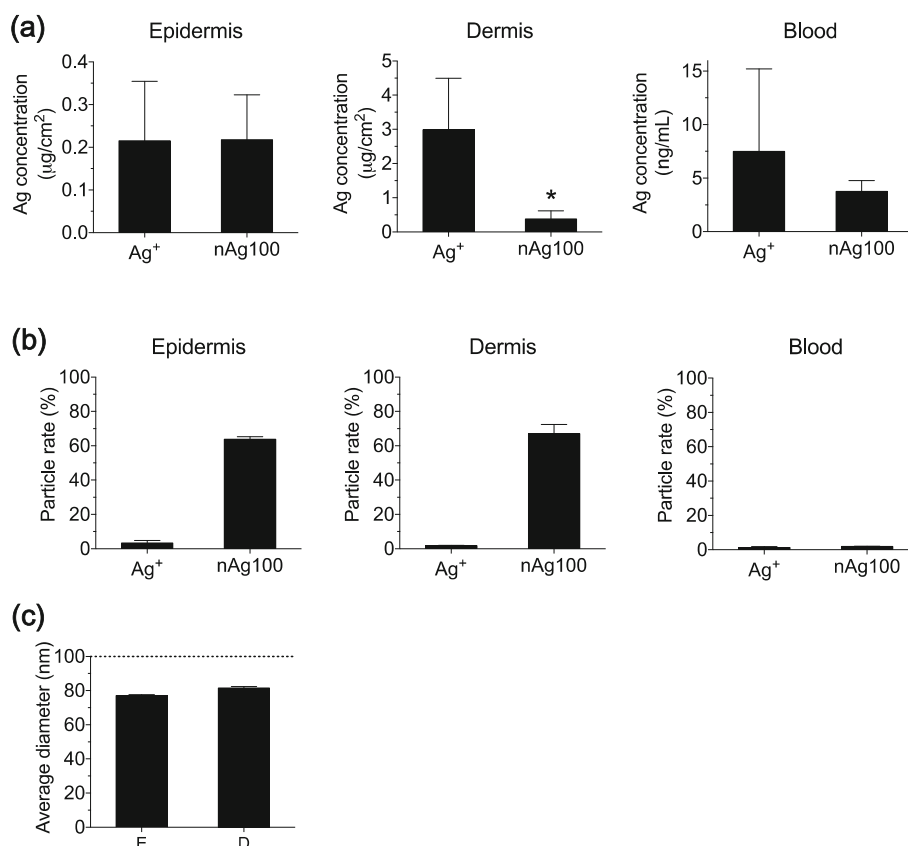 (a)
Epidermis
Ag concentration
(μg/cm²)
0.4
0.3
0.2
0.1
0.0
Ag⁺
nAg100
Dermis
Ag concentration
(μg/cm²)
5
4
3
2
1
0
*
Ag⁺
nAg100
Blood
Ag concentration
(ng/mL)
15
10
5
0
Ag⁺
nAg100
(b)
Epidermis
Particle rate (%)
100
80
60
40
20
0
Ag⁺
nAg100
Dermis
Particle rate (%)
100
80
60
40
20
0
Ag⁺
nAg100
Blood
Particle rate (%)
100
80
60
40
20
0
Ag⁺
nAg100
(c)
Average diameter (nm)
100
80
60
40
20
0
E
D